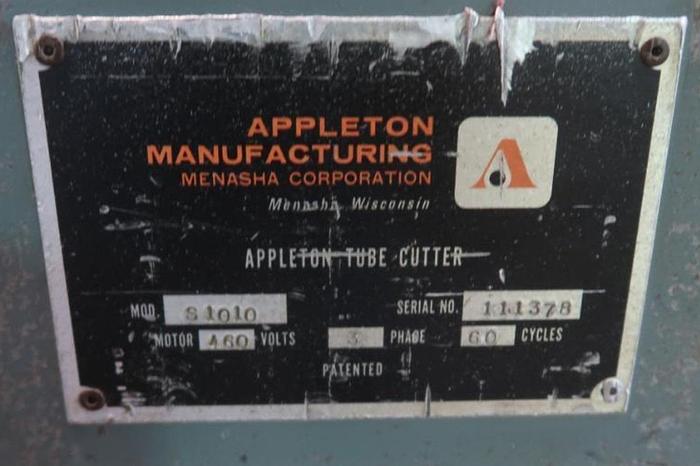 APPLETON
MANUFACTURING
MENASHA CORPORATION
Menasha, Wisconsin
A
APPLETON TUBE CUTTER
MOD. S1010 SERIAL NO. 111378
MOTOR 460 VOLTS 3 PHASE 60 CYCLES
PATENTED